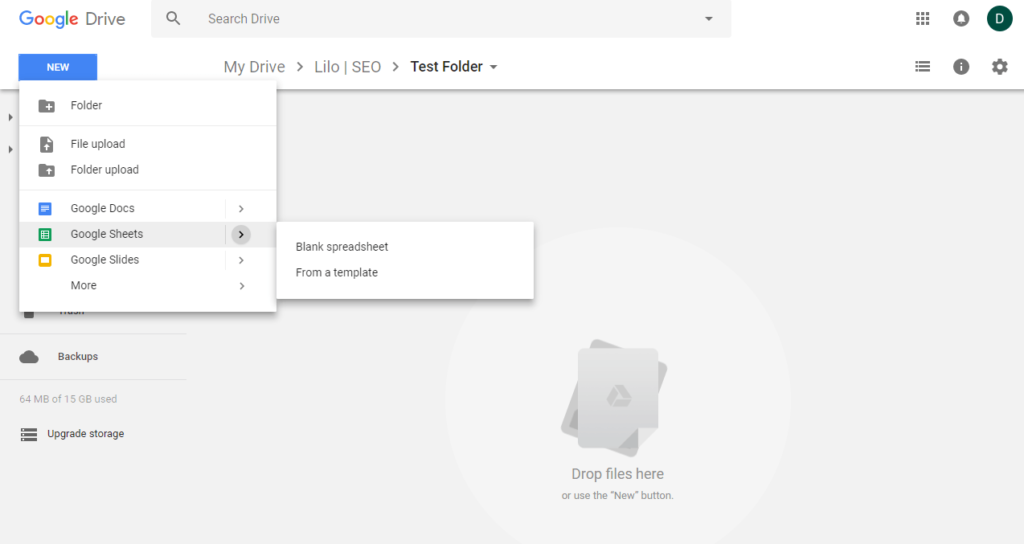 Google Drive
Search Drive
D
NEW
My Drive > Lilo | SEO > Test Folder
Folder
File upload
Folder upload
Google Docs
Google Sheets
Google Slides
More
Blank spreadsheet
From a template
Trash
Backups
64 MB of 15 GB used
Upgrade storage
Drop files here
or use the “New” button.